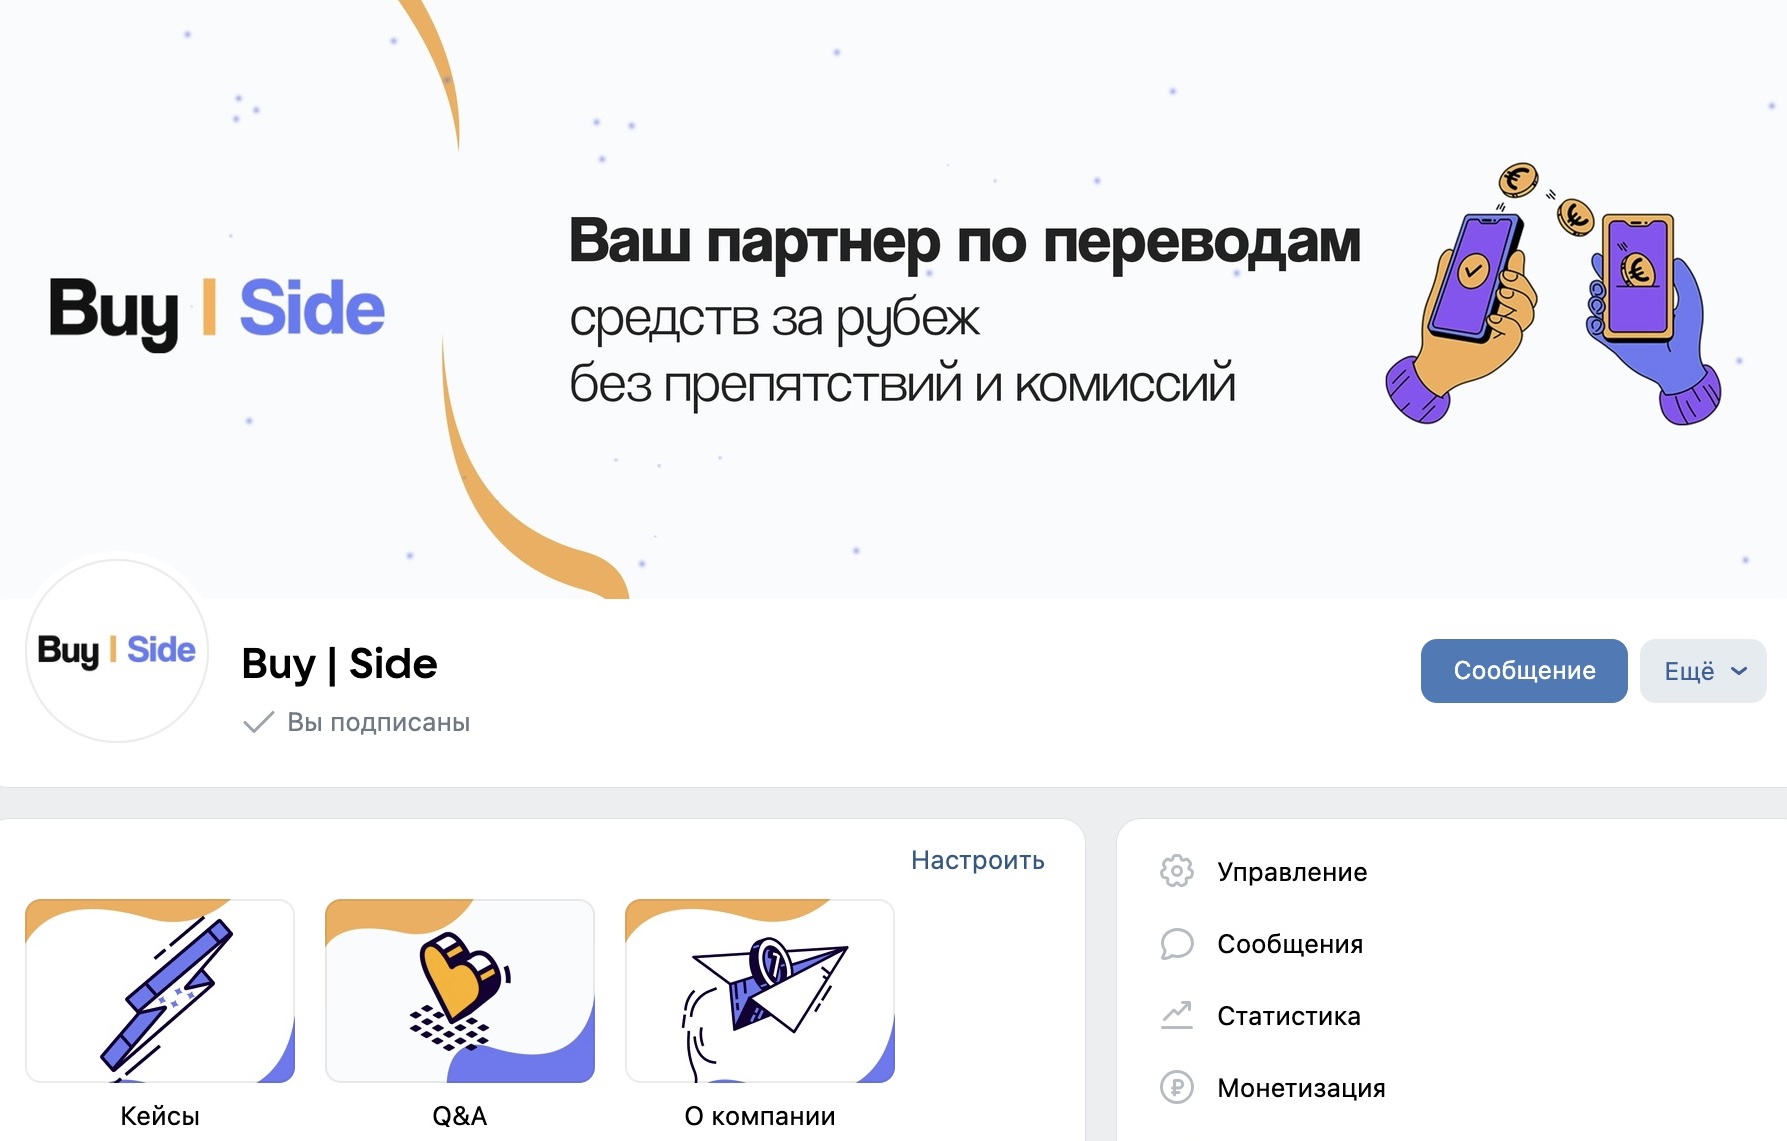 Buy | Side
Ваш партнер по переводам
средств за рубеж
без препятствий и комиссий
Buy | Side
Buy | Side
Вы подписаны
Сообщение
Ещё
Настроить
Кейсы
Q&A
О компании
Управление
Сообщения
Статистика
Монетизация